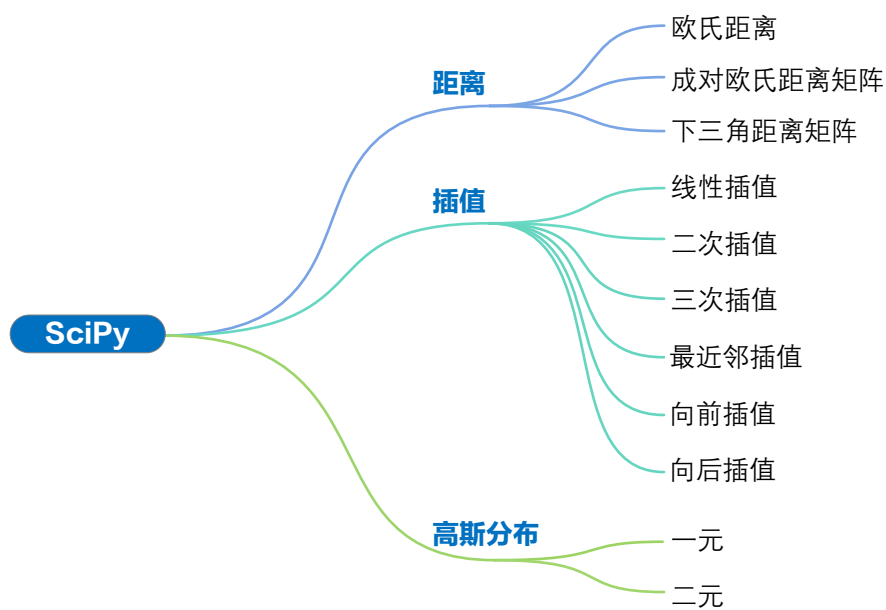 SciPy
距离
欧氏距离
成对欧氏距离矩阵
下三角距离矩阵
插值
线性插值
二次插值
三次插值
最近邻插值
向前插值
向后插值
高斯分布
一元
二元